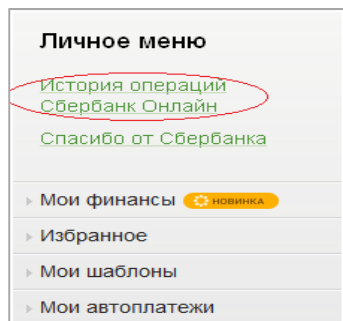 Личное меню
История операций
Сбербанк Онлайн
Спасибо от Сбербанка
Мои финансы НОВИНКА
Избранное
Мои шаблоны
Мои автоплатежи